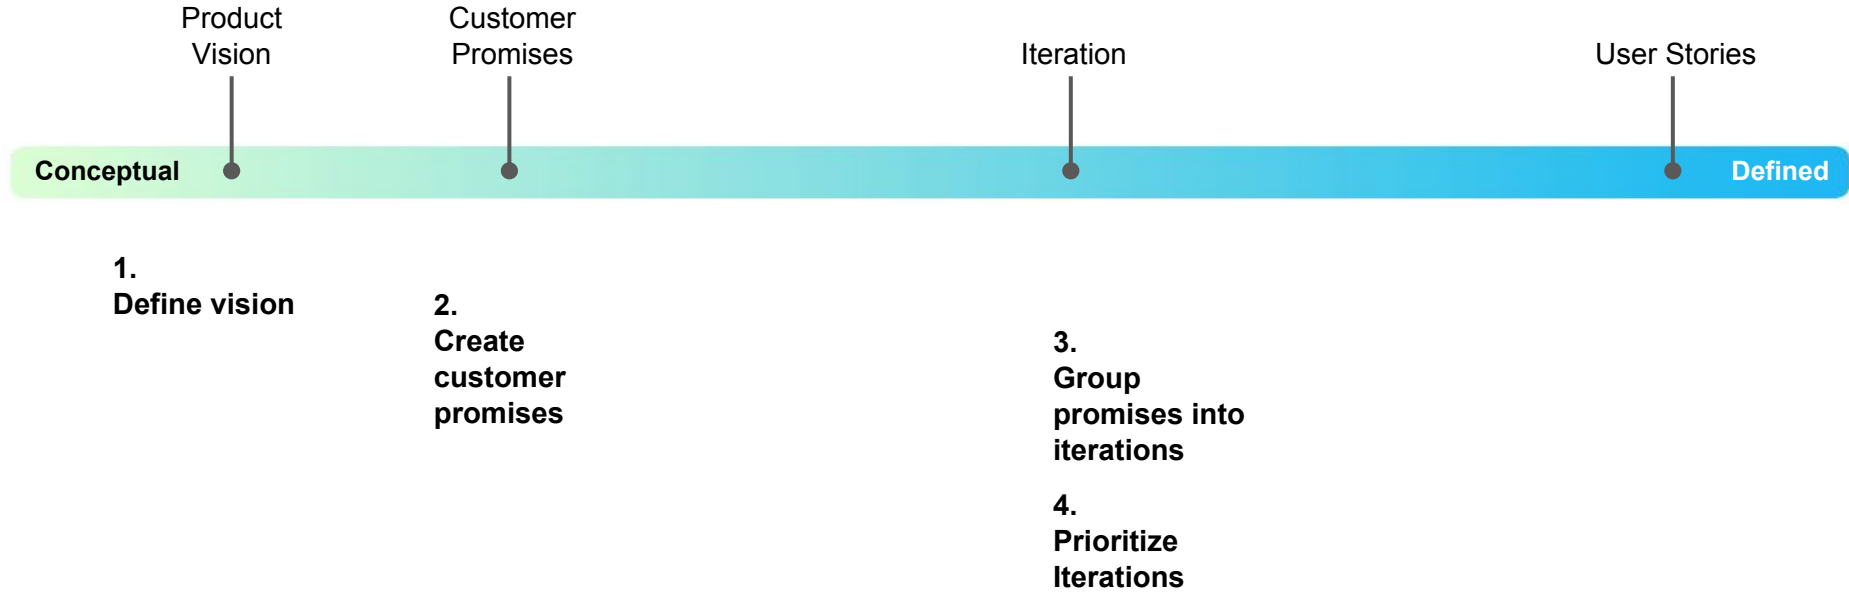 Product
Vision
Customer
Promises
Iteration
User Stories
Conceptual
Defined
1.
Define vision
2.
Create
customer
promises
3.
Group
promises into
iterations
4.
Prioritize
Iterations